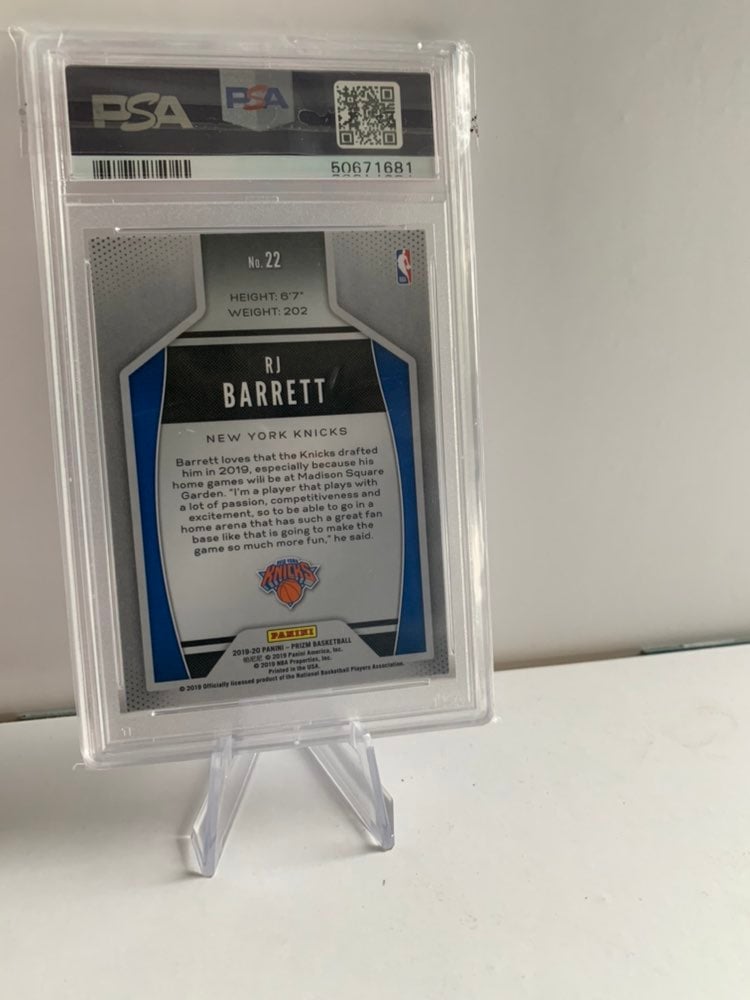 PSA
PSA
50671681
No. 22
HEIGHT: 6'7"
WEIGHT: 202
RJ
BARRETT
NEW YORK KNICKS
Barrett loves that the Knicks drafted
him in 2019, especially because his
home games will be at Madison Square
Garden. "I'm a player that plays with
a lot of passion, competitiveness and
excitement, so to be able to go in a
home arena that has such a great fan
base like that is going to make the
game so much more fun," he said.
NEW YORK
KNICKS
PANINI
2019-20 PANINI – PRIZM BASKETBALL
© 2019 Panini America, Inc.
© 2019 NBA Properties, Inc.
Printed in the USA.
© 2019 Officially licensed product of the National Basketball Players Association.